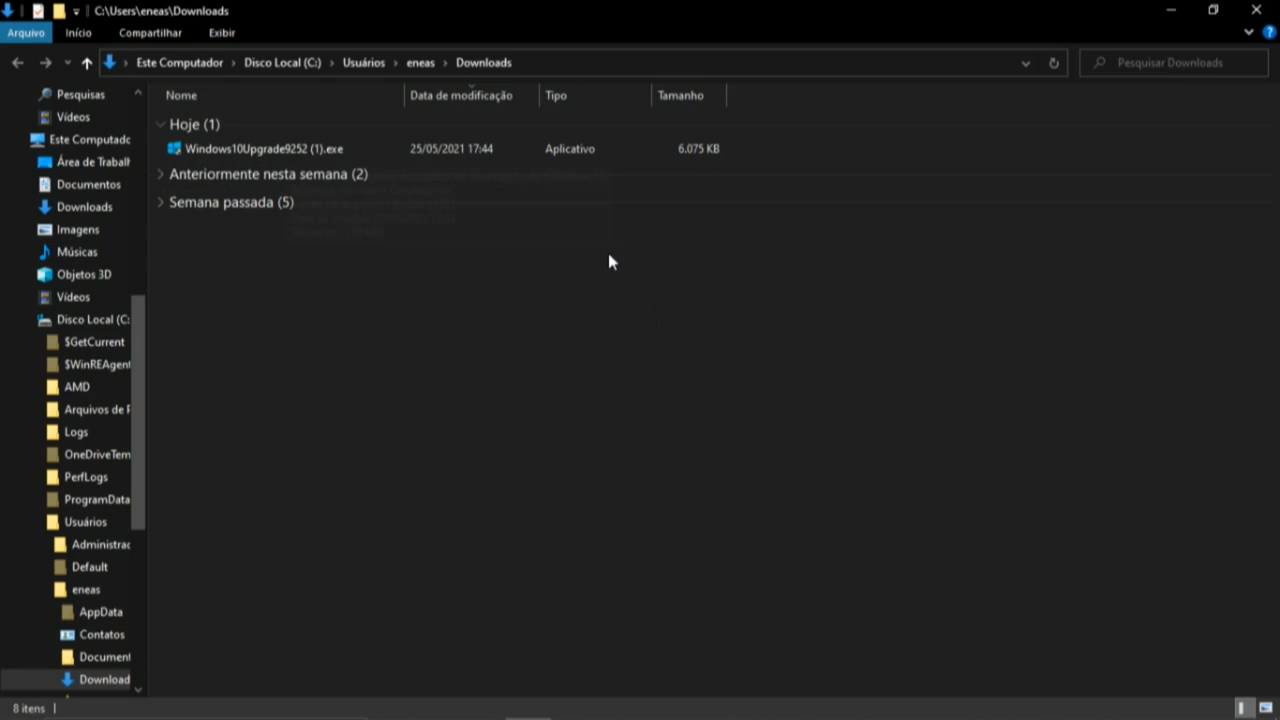 C:\Users\eneas\Downloads
Arquivo Início Compartilhar Exibir
Este Computador Disco Local (C:) Usuários eneas Downloads
Pesquisar Downloads
Pesquisas
Vídeos
Este Computado
Área de Trabalh
Documentos
Downloads
Imagens
Músicas
Objetos 3D
Vídeos
Disco Local (C:
$GetCurrent
$WinREAgent
AMD
Arquivos de P
Logs
OneDriveTem
PerfLogs
ProgramData
Usuários
Administrac
Default
eneas
AppData
Contatos
Document
Download
Nome Data de modificação Tipo Tamanho
Hoje (1)
Windows10Upgrade9252 (1).exe 25/05/2021 17:44 Aplicativo 6.075 KB
Anteriormente nesta semana (2)
Semana passada (5)
8 itens